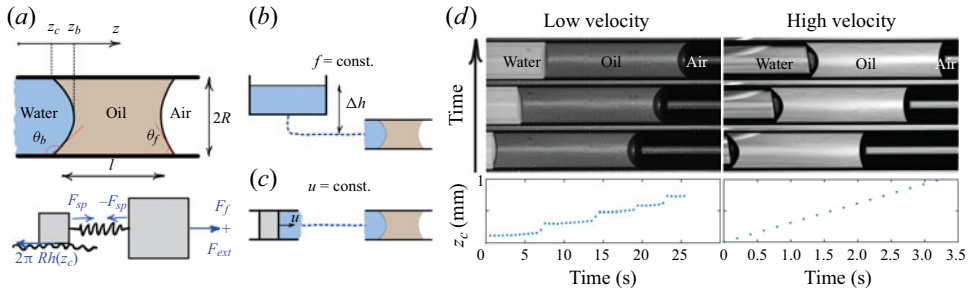 (a)
z_c z_b z
Water Oil Air
2R
θ_b θ_f
l
F_sp −F_sp F_f
+
F_ext
2π Rh(z_c)
(b)
f = const.
Δh
(c)
u = const.
u
(d)
Low velocity High velocity
Time
Water Oil Air
Water Oil Air
1
z_c (mm)
0
0 5 10 15 20 25
Time (s)
0 0.5 1.0 1.5 2.0 2.5 3.0 3.5
Time (s)